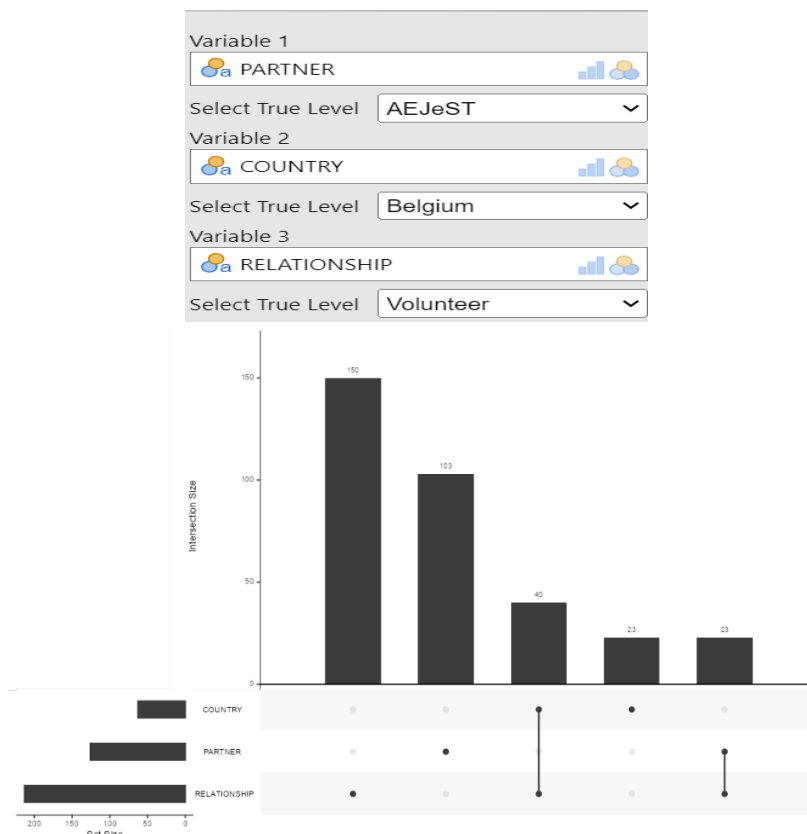 Variable 1
a PARTNER
Select True Level AEJeST
Variable 2
a COUNTRY
Select True Level Belgium
Variable 3
a RELATIONSHIP
Select True Level Volunteer
150
103
40
23
23
150
100
50
0
Intersection Size
COUNTRY
PARTNER
RELATIONSHIP
200 150 100 50 0
Set Size